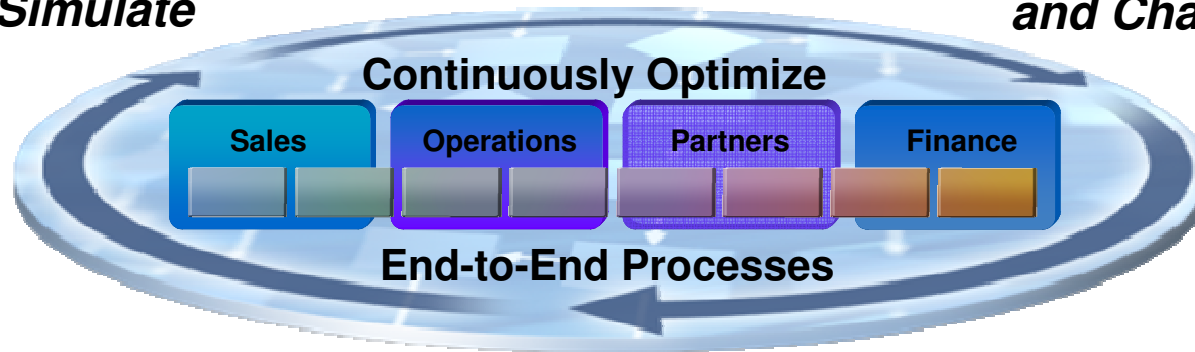 Simulate
and Cha
Continuously Optimize
Sales
Operations
Partners
Finance
End-to-End Processes